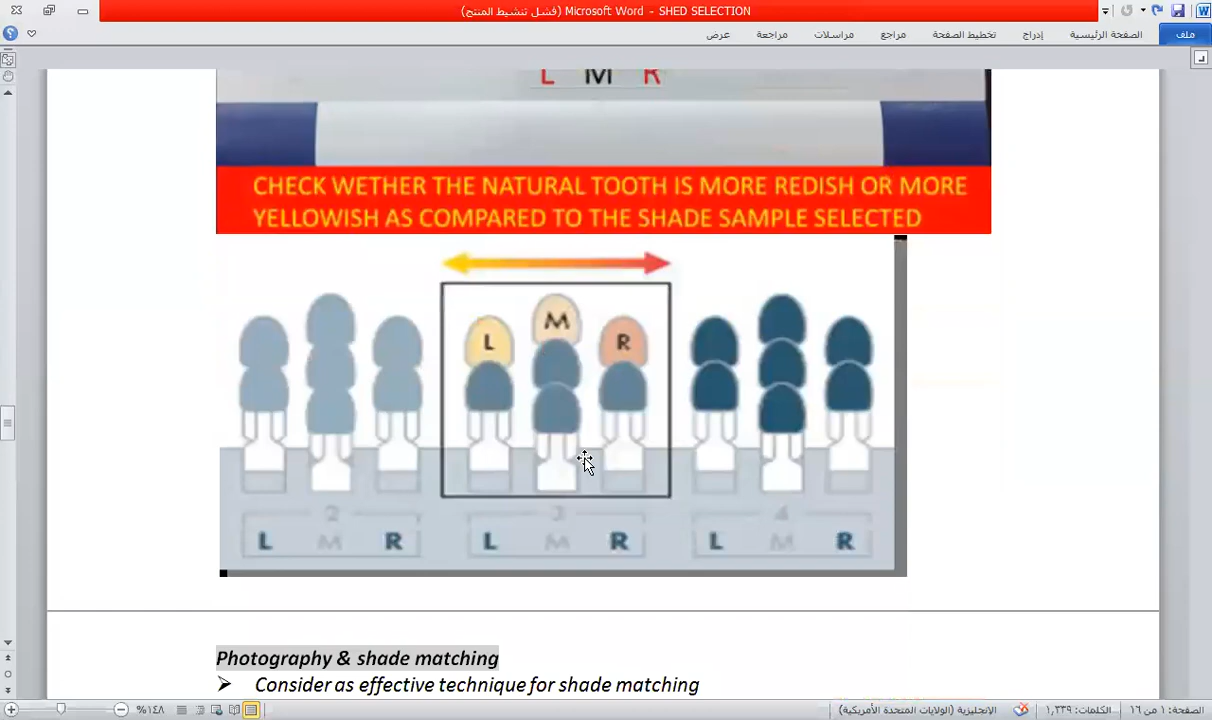 SHED SELECTION - Microsoft Word (فشل تنشيط المنتج)
ملف
الصفحة الرئيسية
إدراج
تخطيط الصفحة
مراجع
مراسلات
مراجعة
عرض
L M R
CHECK WETHER THE NATURAL TOOTH IS MORE REDISH OR MORE
YELLOWISH AS COMPARED TO THE SHADE SAMPLE SELECTED
L M R
2 3 4
L M R L M R L M R
Photography & shade matching
➢ Consider as effective technique for shade matching
الصفحة: ١ من ١٦
الكلمات: ١,٣٣٩
الإنجليزية (الولايات المتحدة الأمريكية)
١٤٨%